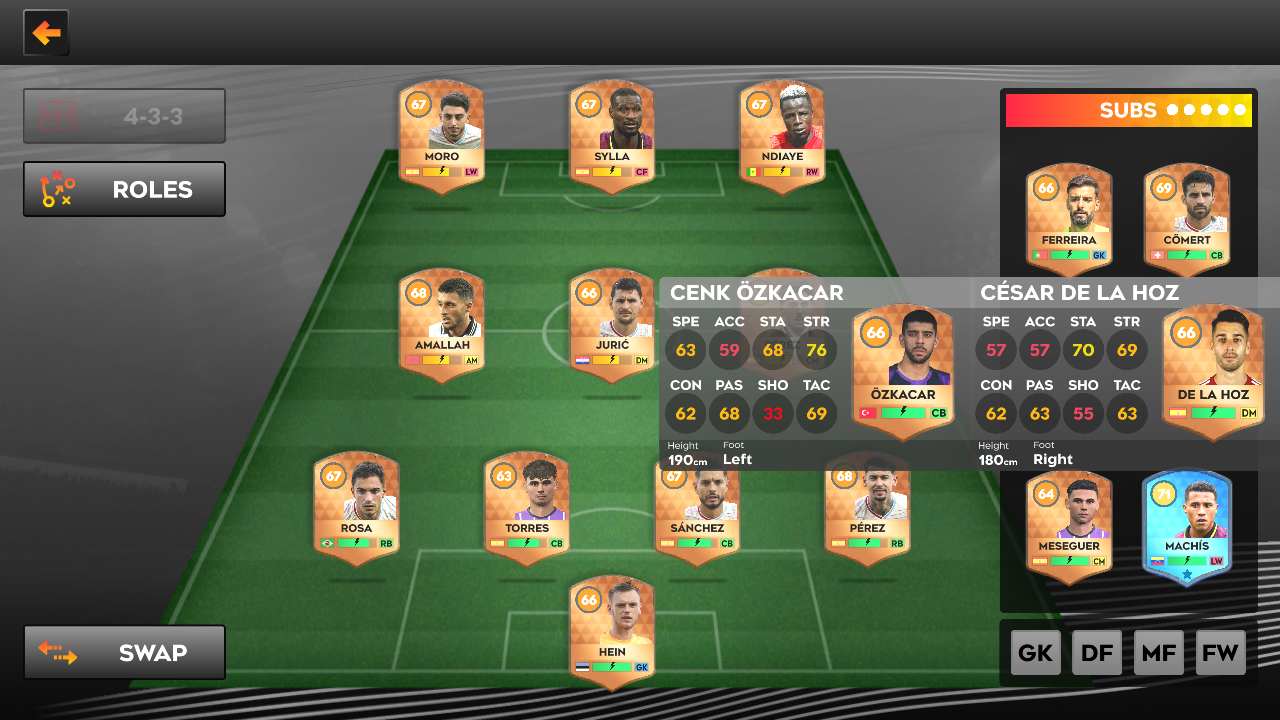 4-3-3
ROLES
SWAP
67
MORO
LW
67
SYLLA
CF
67
NDIAYE
RW
68
AMALLAH
AM
66
JURIĆ
DM
67
ROSA
RB
63
TORRES
CB
67
SÁNCHEZ
CB
68
PÉREZ
RB
66
HEIN
GK
SUBS
66
FERREIRA
GK
69
CÖMERT
CB
CENK ÖZKACAR
SPE ACC STA STR
63 59 68 76
CON PAS SHO TAC
62 68 33 69
Height Foot
190cm Left
66
ÖZKACAR
CB
CÉSAR DE LA HOZ
SPE ACC STA STR
57 57 70 69
CON PAS SHO TAC
62 63 55 63
Height Foot
180cm Right
66
DE LA HOZ
DM
64
MESEGUER
CM
71
MACHÍS
LW
GK DF MF FW